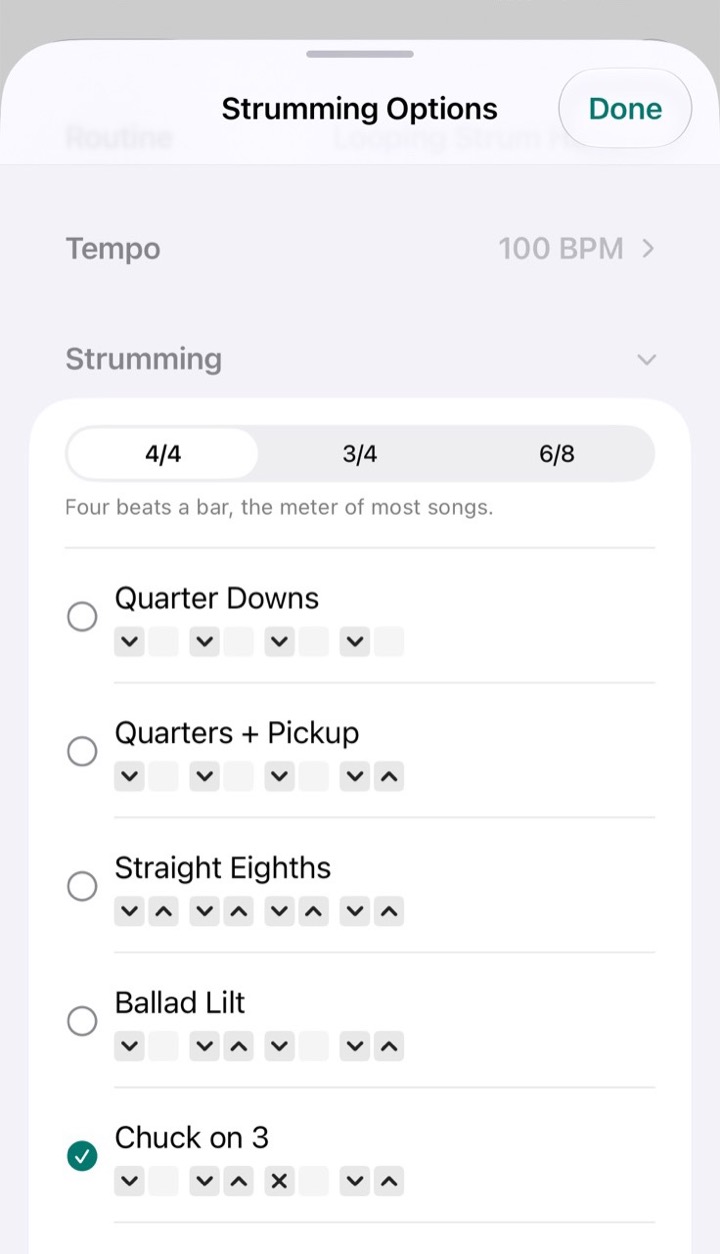 Strumming Options
Done
Routine
Tempo
100 BPM
Strumming
4/4
3/4
6/8
Four beats a bar, the meter of most songs.
Quarter Downs
Quarters + Pickup
Straight Eighths
Ballad Lilt
Chuck on 3